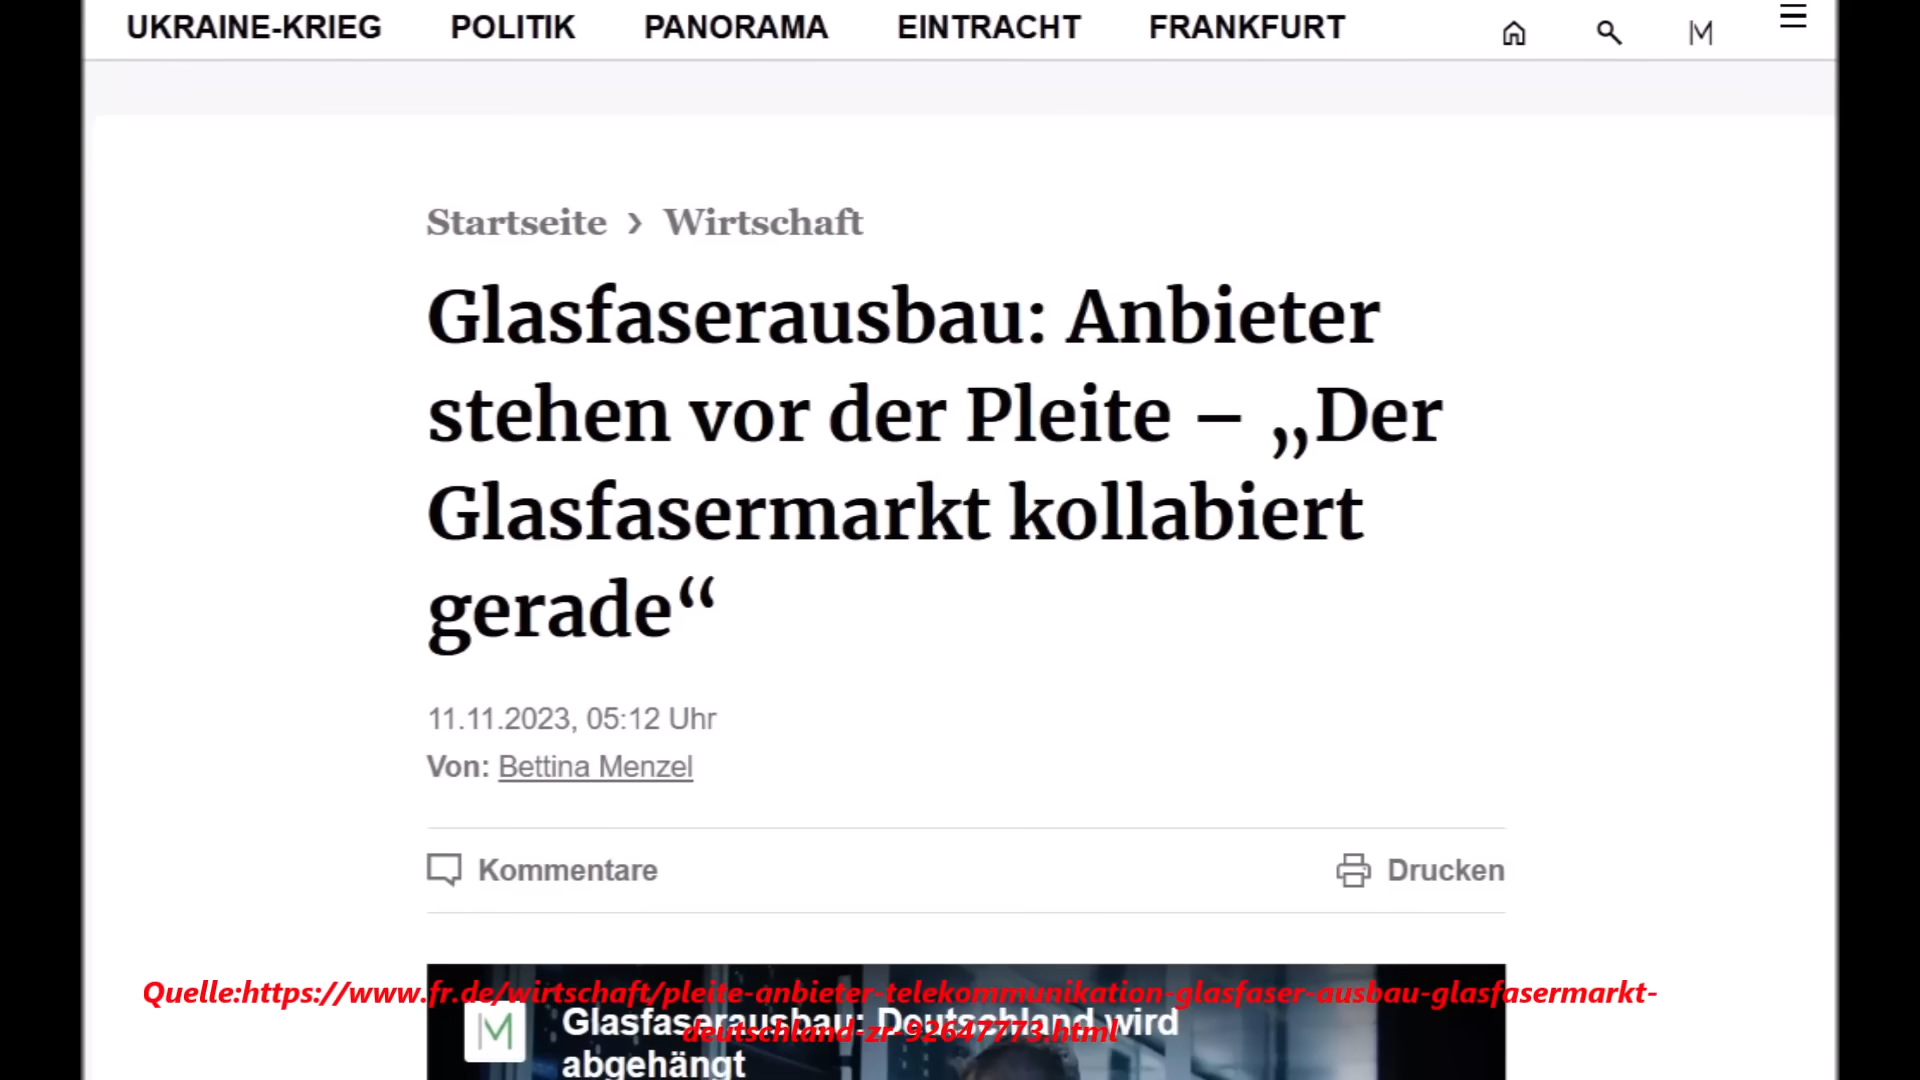 UKRAINE-KRIEG POLITIK PANORAMA EINTRACHT FRANKFURT
Startseite › Wirtschaft
Glasfaserausbau: Anbieter
stehen vor der Pleite – „Der
Glasfasermarkt kollabiert
gerade“
11.11.2023, 05:12 Uhr
Von: Bettina Menzel
Kommentare Drucken
Quelle:https://www.fr.de/wirtschaft/pleite-anbieter-telekommunikation-glasfaser-ausbau-glasfasermarkt-
deutschland-zr-92647773.html
Glasfaserausbau: Deutschland wird
abgehängt